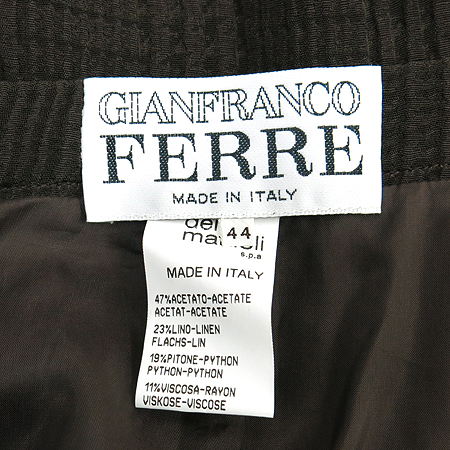 GIANFRANCO
FERRE
MADE IN ITALY
44
s.p.a
MADE IN ITALY
47%ACETATO-ACETATE
ACETAT-ACETATE
23%LINO-LINEN
FLACHS-LIN
19%PITONE-PYTHON
PYTHON-PYTHON
11%VISCOSA-RAYON
VISKOSE-VISCOSE